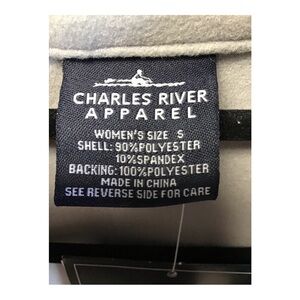 CHARLES RIVER
APPAREL
WOMEN'S SIZE S
SHELL: 90%POLYESTER
10%SPANDEX
BACKING: 100%POLYESTER
MADE IN CHINA
SEE REVERSE SIDE FOR CARE